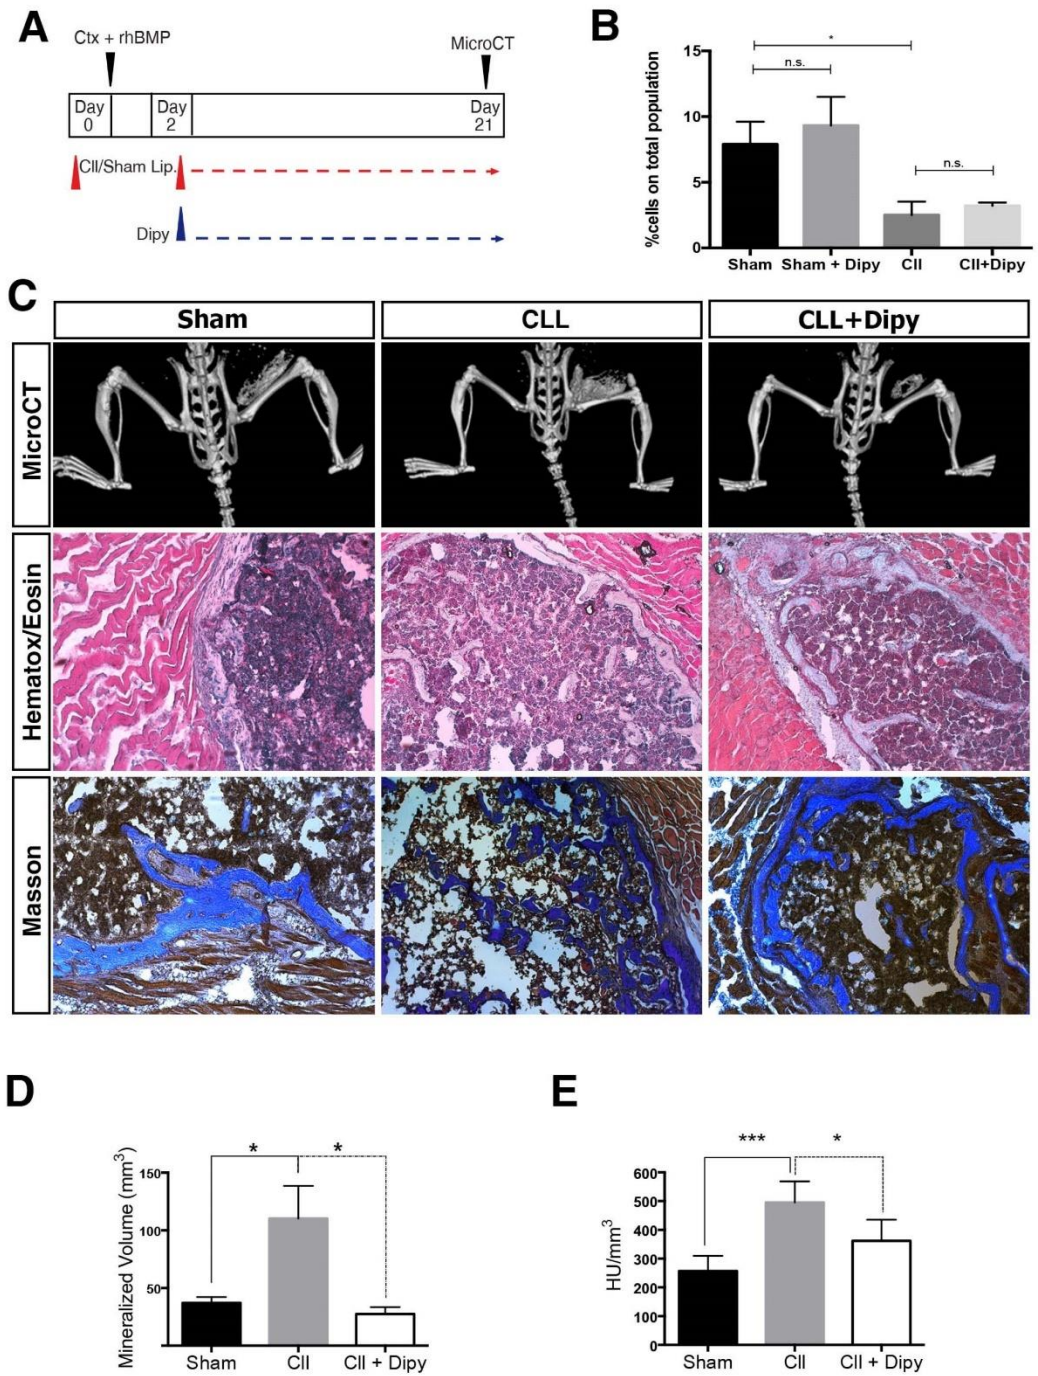 A
Ctx + rhBMP
MicroCT
Day
0
Day
2
Day
21
Cll/Sham Lip.
Dipy
B
%cells on total population
15
10
5
0
*
n.s.
n.s.
Sham
Sham + Dipy
Cll
Cll+Dipy
C
Sham
CLL
CLL+Dipy
MicroCT
Hematox/Eosin
Masson
D
Mineralized Volume (mm³)
150
100
50
*
*
Sham
Cll
Cll + Dipy
E
HU/mm³
600
500
400
300
200
100
0
***
*
Sham
Cll
Cll + Dipy